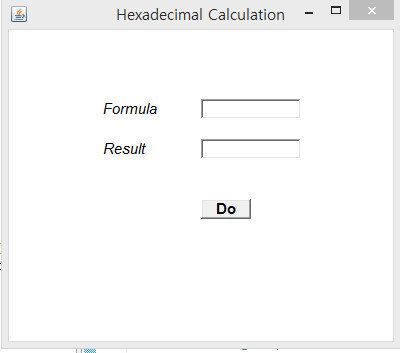 Hexadecimal Calculation
Formula
Result
Do